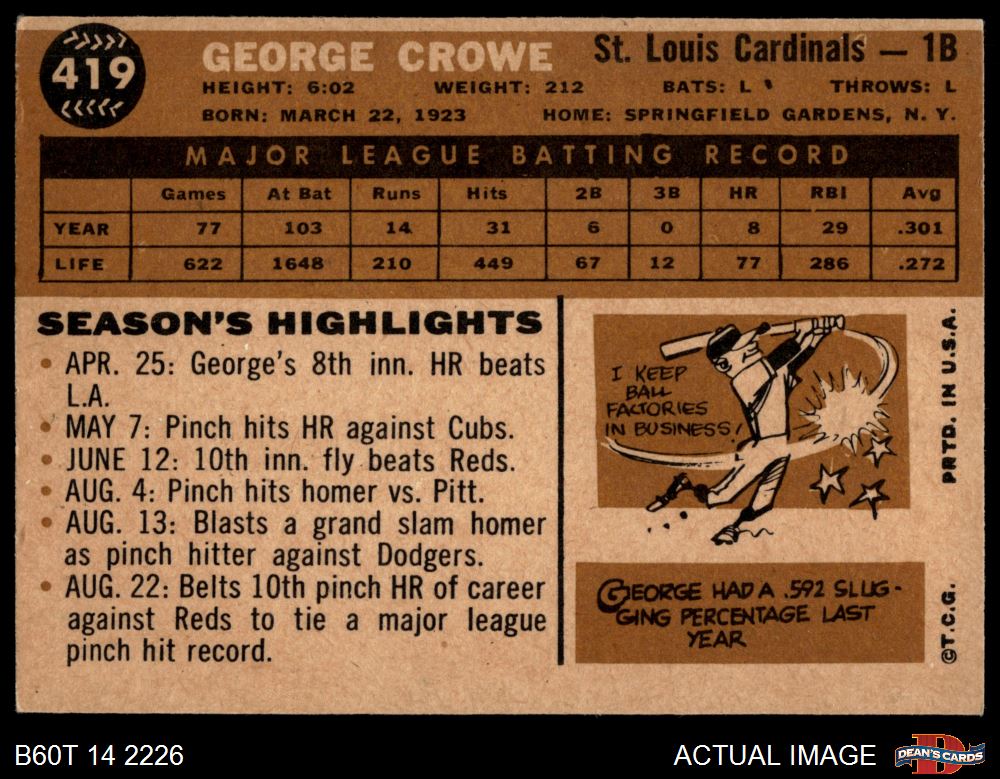 419
GEORGE CROWE
St. Louis Cardinals — 1B
HEIGHT: 6:02 WEIGHT: 212 BATS: L THROWS: L
BORN: MARCH 22, 1923 HOME: SPRINGFIELD GARDENS, N. Y.
MAJOR LEAGUE BATTING RECORD
Games At Bat Runs Hits 2B 3B HR RBI Avg
YEAR 77 103 14 31 6 0 8 29 .301
LIFE 622 1648 210 449 67 12 77 286 .272
SEASON'S HIGHLIGHTS
• APR. 25: George's 8th inn. HR beats
L.A.
• MAY 7: Pinch hits HR against Cubs.
• JUNE 12: 10th inn. fly beats Reds.
• AUG. 4: Pinch hits homer vs. Pitt.
• AUG. 13: Blasts a grand slam homer
as pinch hitter against Dodgers.
• AUG. 22: Belts 10th pinch HR of career
against Reds to tie a major league
pinch hit record.
I KEEP
BALL
FACTORIES
IN BUSINESS!
GEORGE HAD A .592 SLUG-
GING PERCENTAGE LAST
YEAR
PRTD. IN U.S.A.
©T.C.G.
B60T 14 2226
ACTUAL IMAGE
D
DEAN'S CARDS